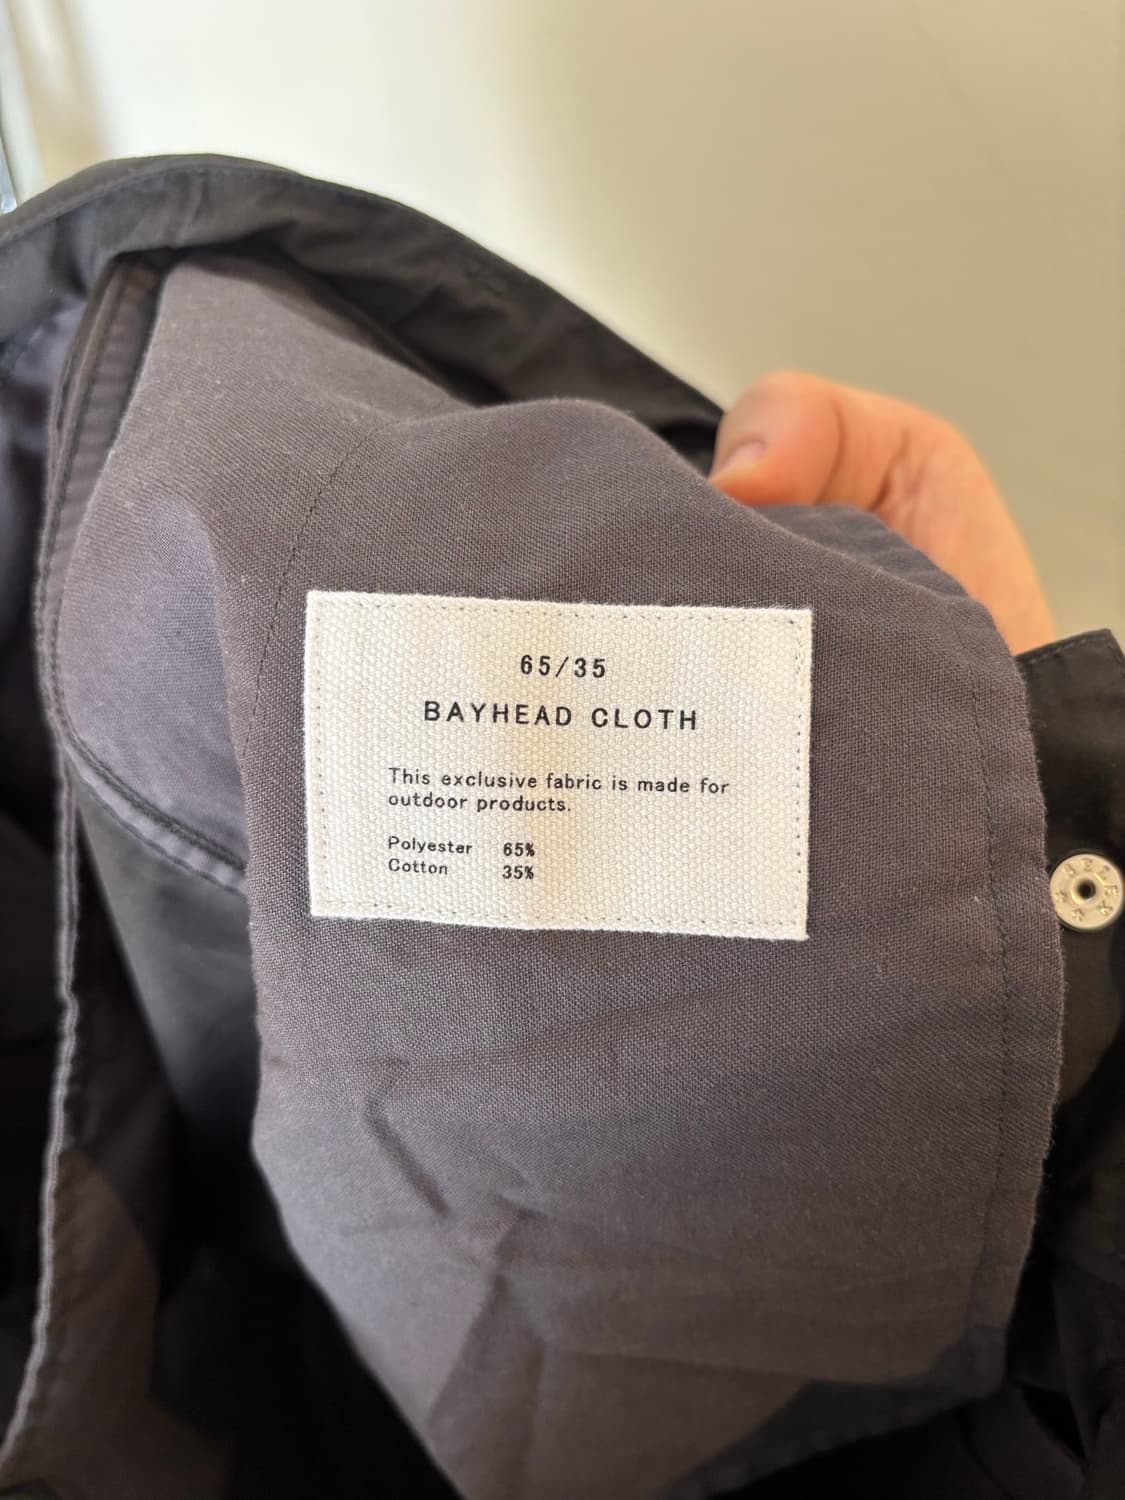 65/35
BAYHEAD CLOTH
This exclusive fabric is made for
outdoor products.
Polyester 65%
Cotton 35%